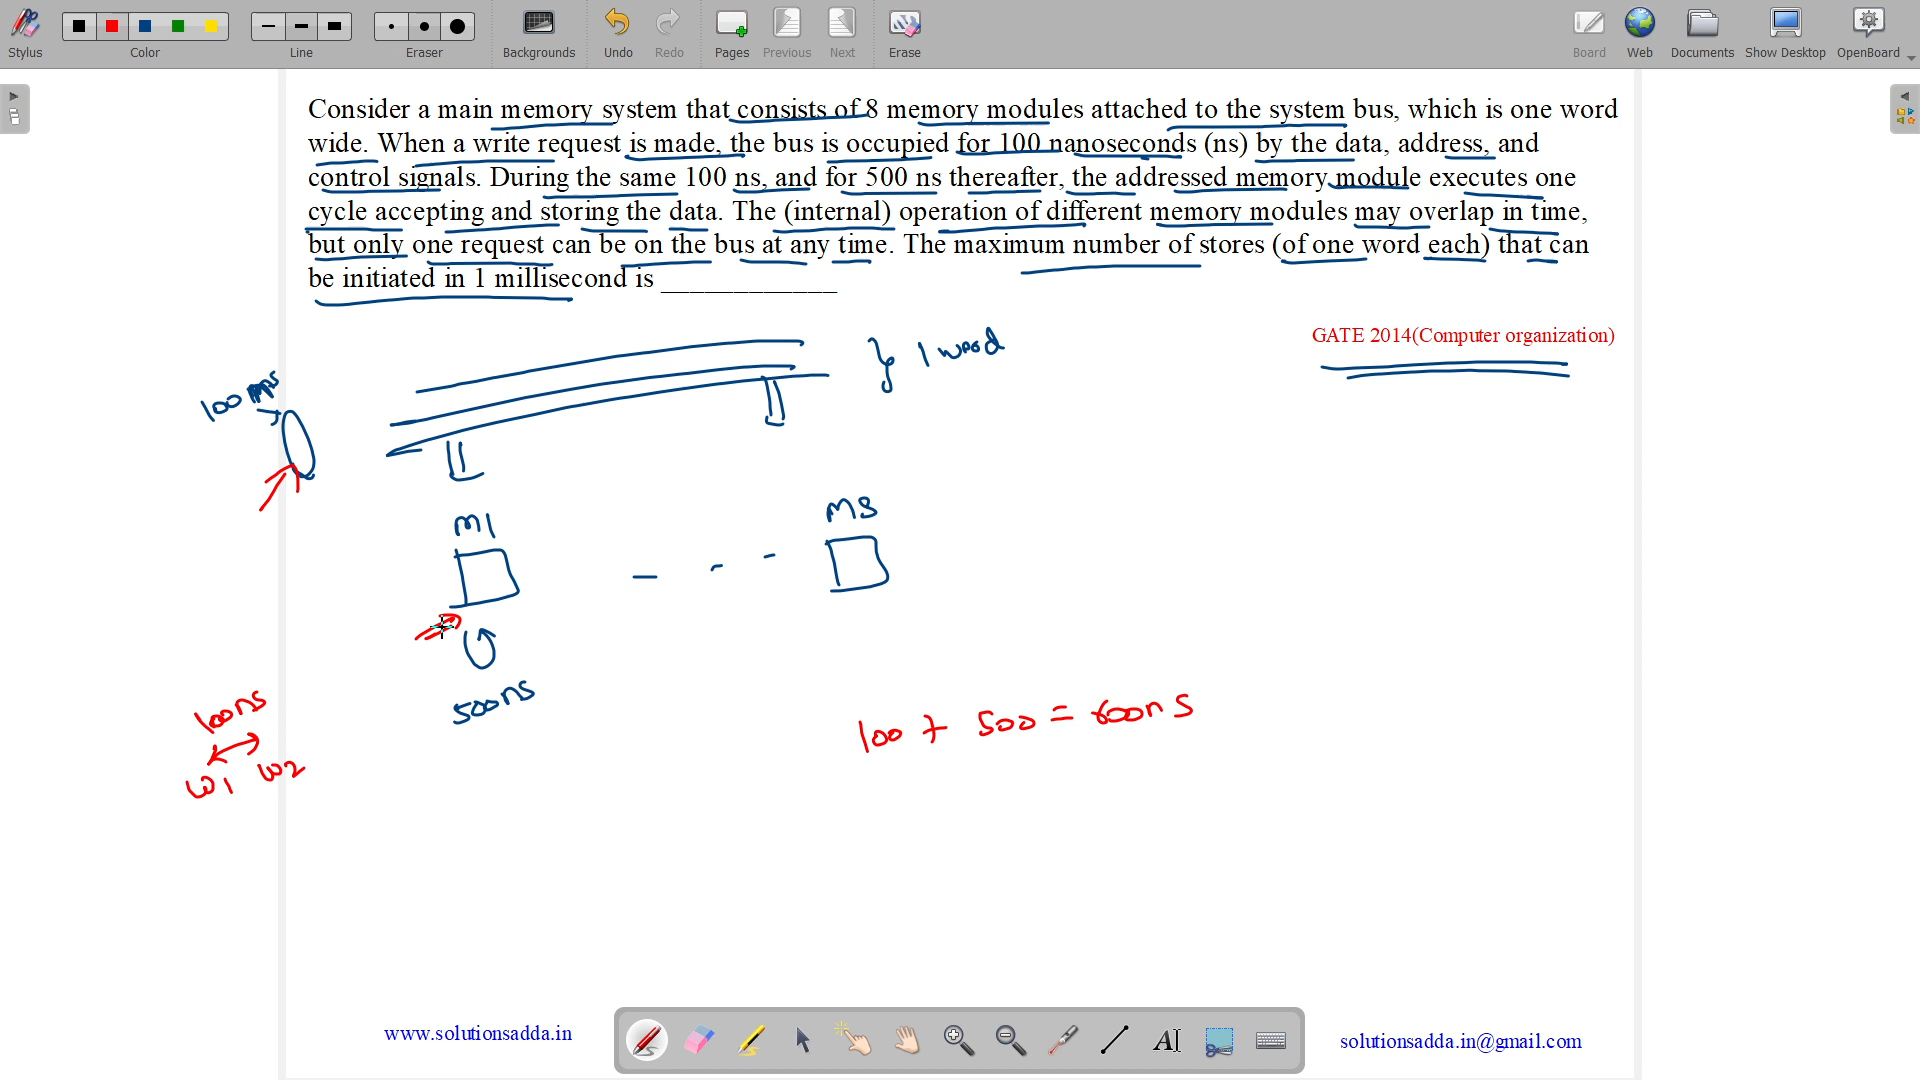 Stylus Color Line Eraser Backgrounds Undo Redo Pages Previous Next Erase Board Web Documents Show Desktop OpenBoard
Consider a main memory system that consists of 8 memory modules attached to the system bus, which is one word
wide. When a write request is made, the bus is occupied for 100 nanoseconds (ns) by the data, address, and
control signals. During the same 100 ns, and for 500 ns thereafter, the addressed memory module executes one
cycle accepting and storing the data. The (internal) operation of different memory modules may overlap in time,
but only one request can be on the bus at any time. The maximum number of stores (of one word each) that can
be initiated in 1 millisecond is ____________
GATE 2014(Computer organization)
1 word
100 ns
M1
M8
500ns
100ns
W1 W2
100 + 500 = 600ns
www.solutionsadda.in
AI
solutionsadda.in@gmail.com